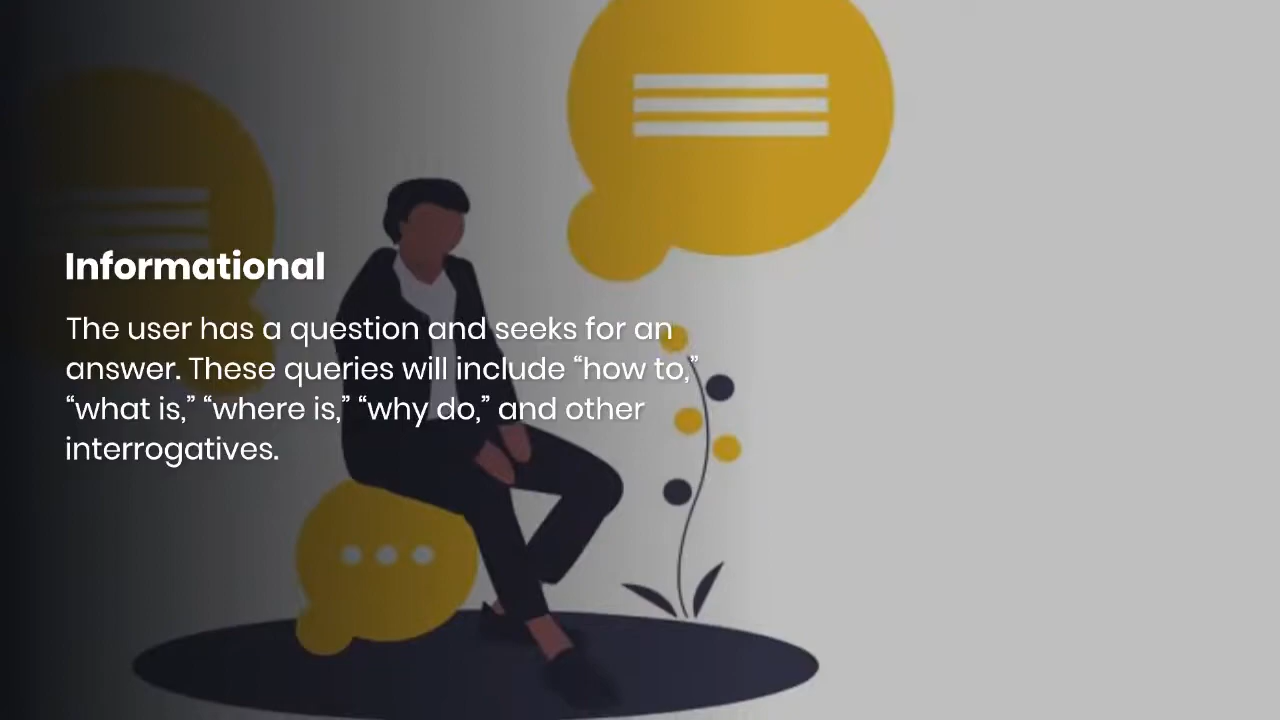 Informational
The user has a question and seeks for an
answer. These queries will include “how to,”
“what is,” “where is,” “why do,” and other
interrogatives.